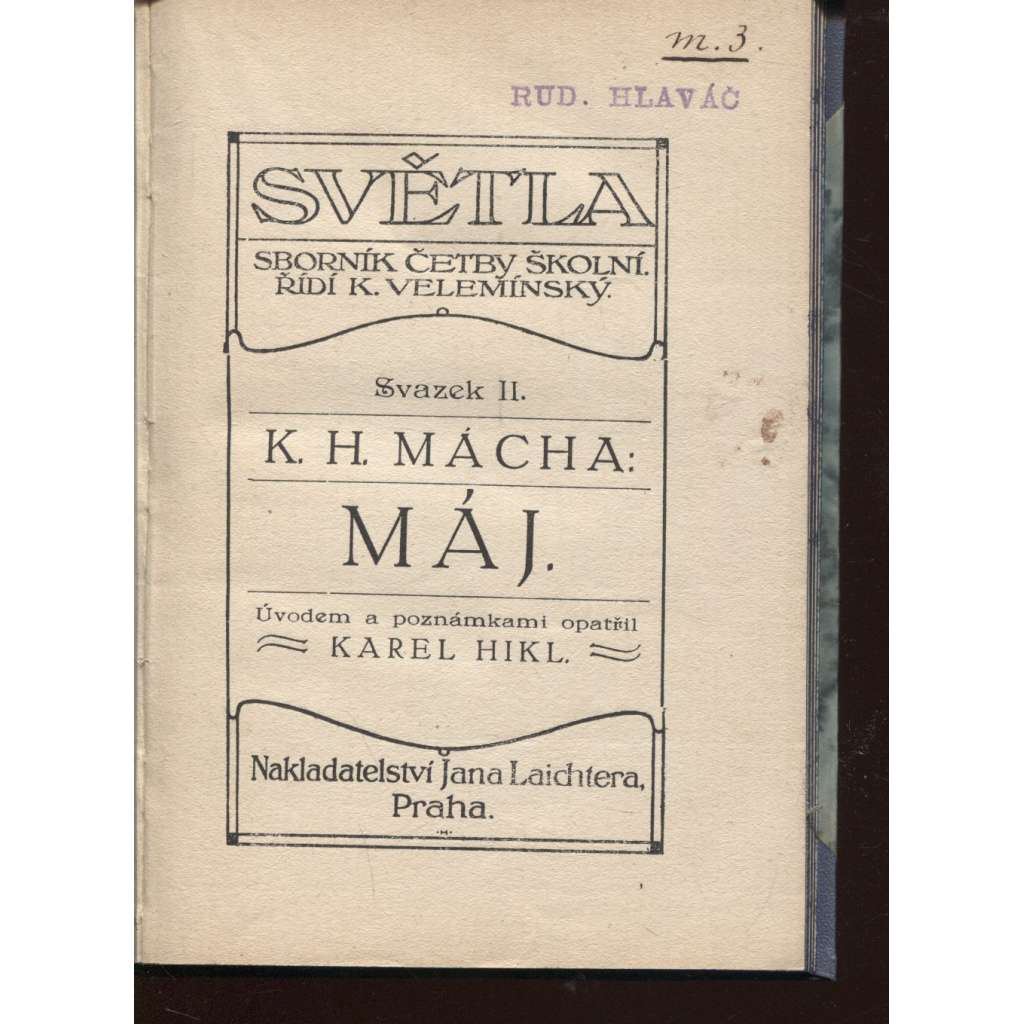 m. 3.
RUD. HLAVÁČ
SVĚTLA
SBORNÍK ČETBY ŠKOLNÍ.
ŘÍDÍ K. VELEMÍNSKÝ.
Svazek II.
K. H. MÁCHA:
MÁJ.
Úvodem a poznámkami opatřil
KAREL HIKL.
Nakladatelství Jana Laichtera,
Praha.
·H·